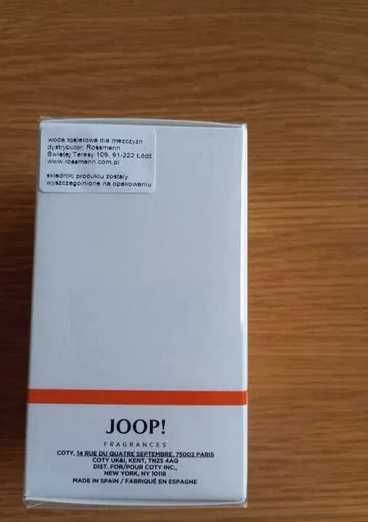 woda toaletowa dla mężczyzn
dystrybutor: Rossmann
Świętej Teresy 109, 91-222 Łódź
www.rossmann.com.pl
składniki produktu zostały
wyszczególnione na opakowaniu
JOOP!
FRAGRANCES
COTY, 14 RUE DU QUATRE SEPTEMBRE, 75002 PARIS
COTY UK&I, KENT, TN25 4AG
DIST. FOR/POUR COTY INC.,
NEW YORK, NY 10118
MADE IN SPAIN / FABRIQUÉ EN ESPAGNE